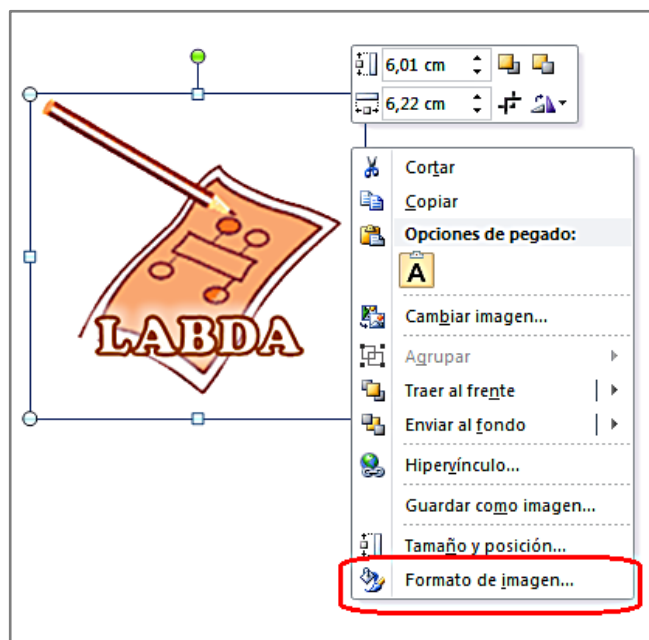 6,01 cm
6,22 cm
LABDA
Cortar
Copiar
Opciones de pegado:
A
Cambiar imagen...
Agrupar
Traer al frente
Enviar al fondo
Hipervínculo...
Guardar como imagen...
Tamaño y posición...
Formato de imagen...